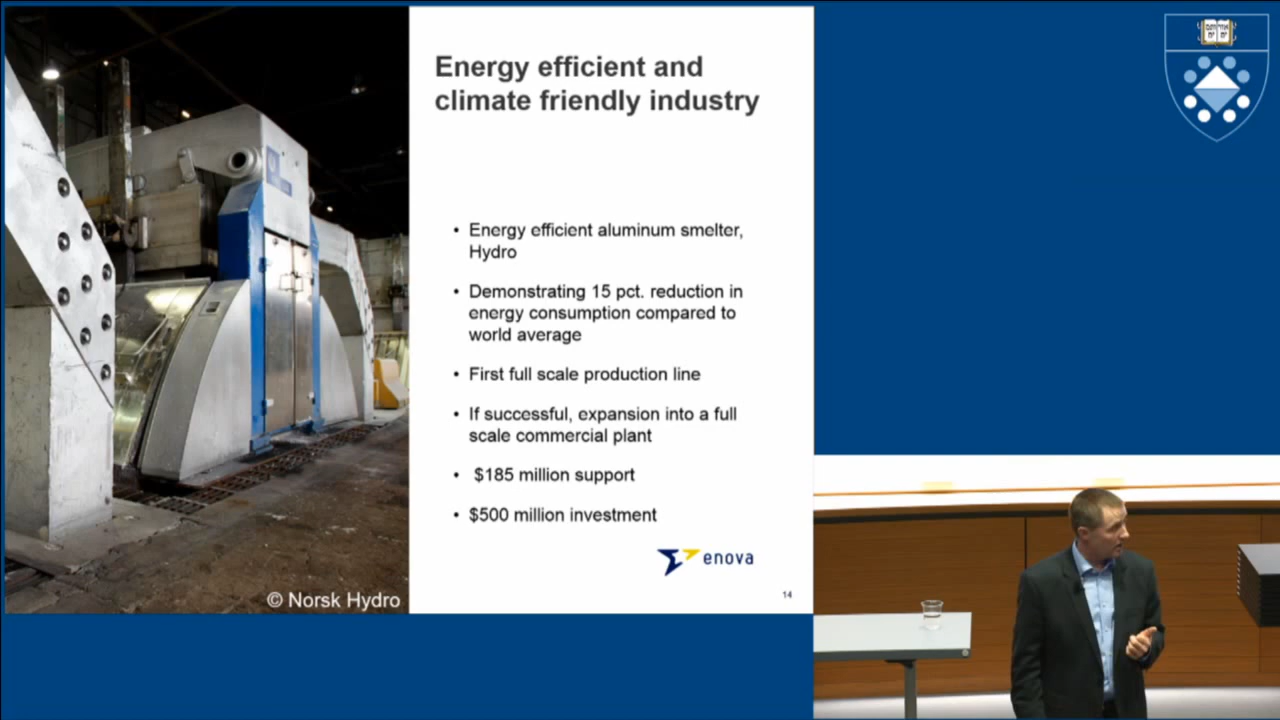 Energy efficient and
climate friendly industry
• Energy efficient aluminum smelter,
Hydro
• Demonstrating 15 pct. reduction in
energy consumption compared to
world average
• First full scale production line
• If successful, expansion into a full
scale commercial plant
• $185 million support
• $500 million investment
enova
14
© Norsk Hydro